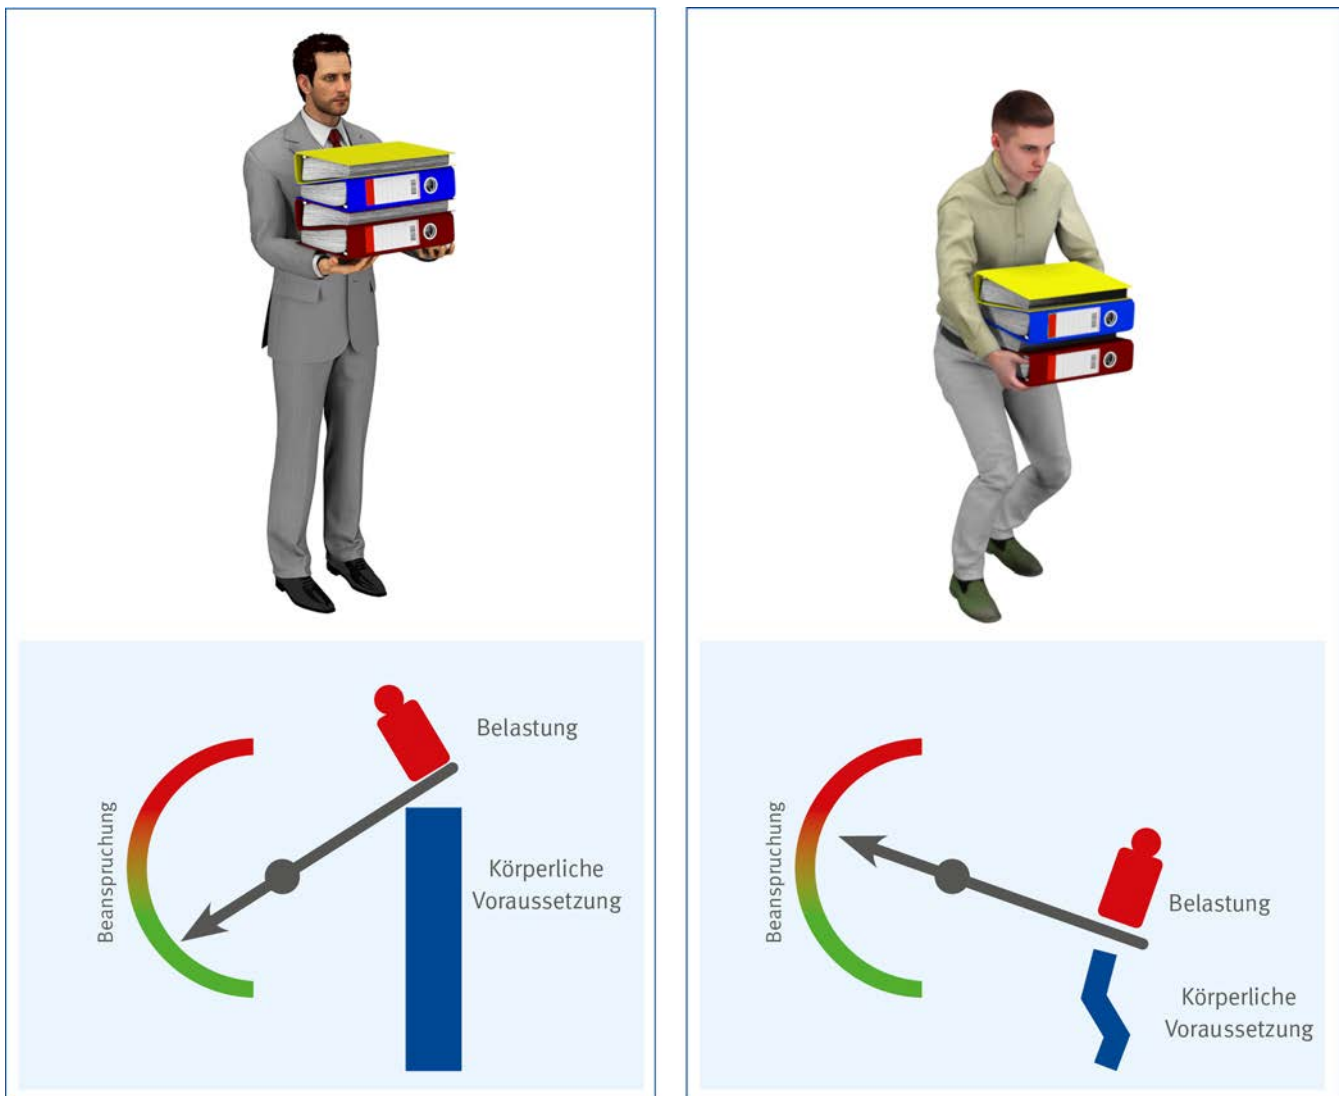 Belastung
Beanspruchung
Körperliche
Voraussetzung
Beanspruchung
Belastung
Körperliche
Voraussetzung